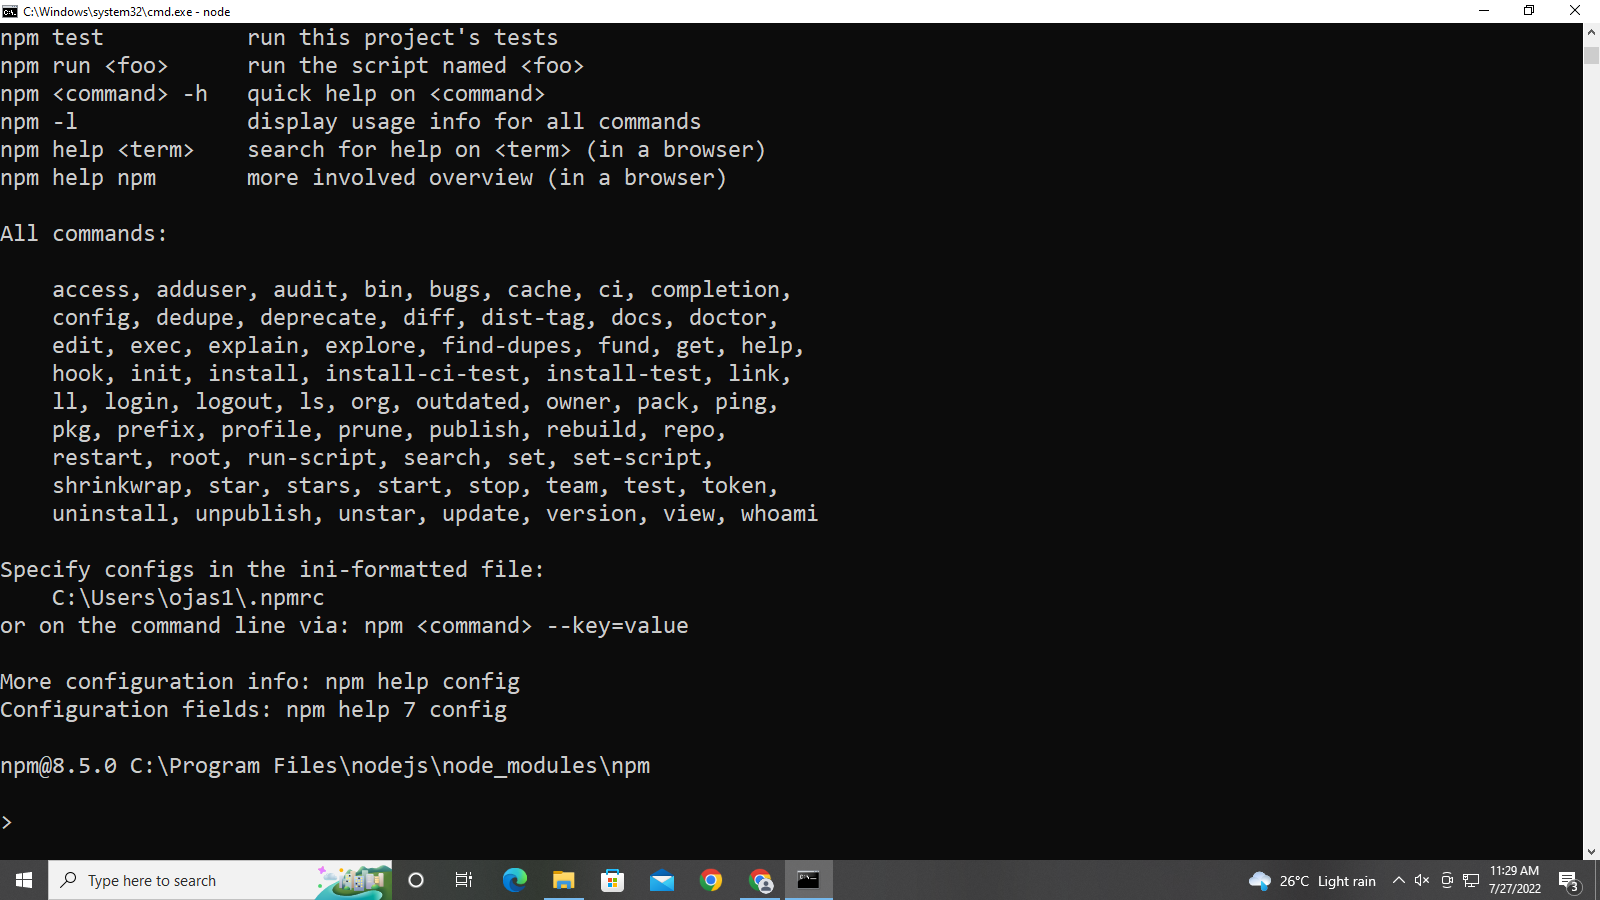 C:\Windows\system32\cmd.exe - node
npm test           run this project's tests
npm run <foo>      run the script named <foo>
npm <command> -h   quick help on <command>
npm -l             display usage info for all commands
npm help <term>    search for help on <term> (in a browser)
npm help npm       more involved overview (in a browser)
All commands:
access, adduser, audit, bin, bugs, cache, ci, completion,
config, dedupe, deprecate, diff, dist-tag, docs, doctor,
edit, exec, explain, explore, find-dupes, fund, get, help,
hook, init, install, install-ci-test, install-test, link,
ll, login, logout, ls, org, outdated, owner, pack, ping,
pkg, prefix, profile, prune, publish, rebuild, repo,
restart, root, run-script, search, set, set-script,
shrinkwrap, star, stars, start, stop, team, test, token,
uninstall, unpublish, unstar, update, version, view, whoami
Specify configs in the ini-formatted file:
C:\Users\ojas1\.npmrc
or on the command line via: npm <command> --key=value
More configuration info: npm help config
Configuration fields: npm help 7 config
npm@8.5.0 C:\Program Files\nodejs\node_modules\npm
>
Type here to search
26°C Light rain
11:29 AM
7/27/2022
3